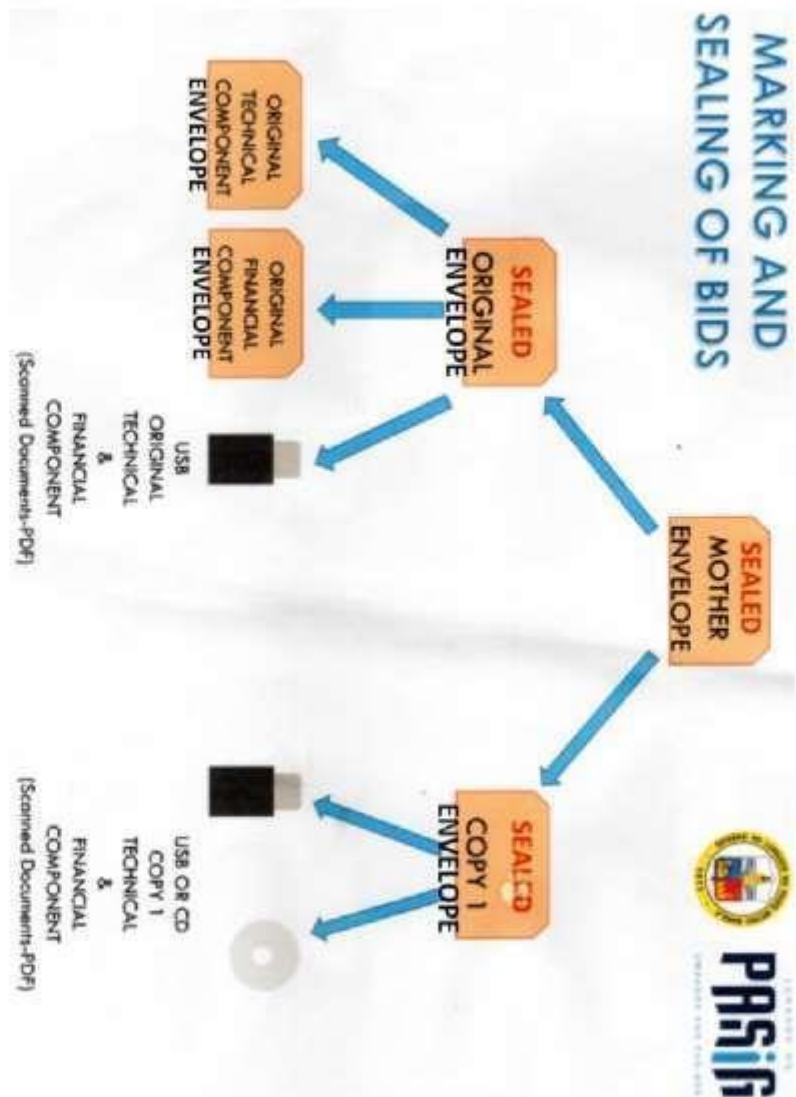 MARKING AND
SEALING OF BIDS
PASIG
SEALED
MOTHER
ENVELOPE
SEALED
ORIGINAL
ENVELOPE
SEALED
COPY 1
ENVELOPE
ORIGINAL
TECHNICAL
COMPONENT
ENVELOPE
ORIGINAL
FINANCIAL
COMPONENT
ENVELOPE
USB
ORIGINAL
TECHNICAL
&
FINANCIAL
COMPONENT
(Scanned Documents-PDF)
USB OR CD
COPY 1
TECHNICAL
&
FINANCIAL
COMPONENT
(Scanned Documents-PDF)